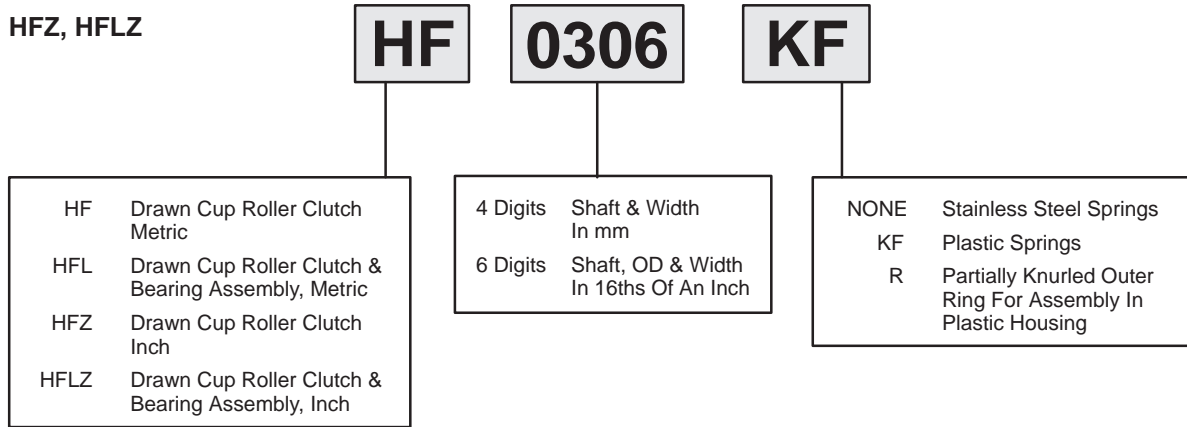 HFZ, HFLZ
HF 0306 KF
HF Drawn Cup Roller Clutch
Metric
HFL Drawn Cup Roller Clutch &
Bearing Assembly, Metric
HFZ Drawn Cup Roller Clutch
Inch
HFLZ Drawn Cup Roller Clutch &
Bearing Assembly, Inch
4 Digits Shaft & Width
In mm
6 Digits Shaft, OD & Width
In 16ths Of An Inch
NONE Stainless Steel Springs
KF Plastic Springs
R Partially Knurled Outer
Ring For Assembly In
Plastic Housing